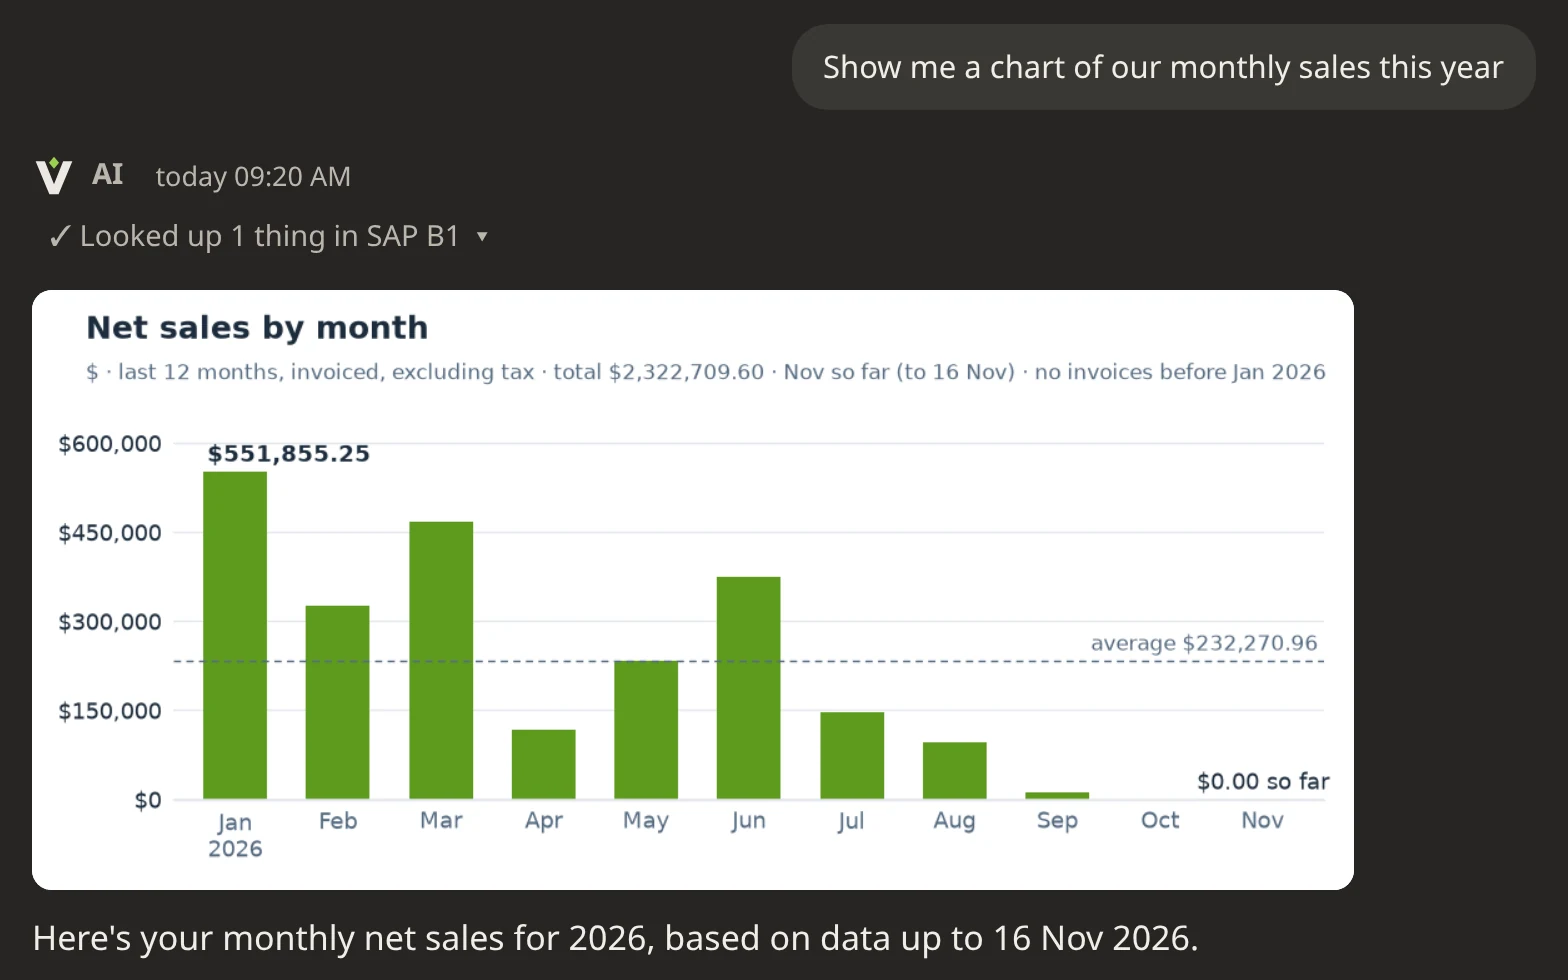 Show me a chart of our monthly sales this year
V AI today 09:20 AM
✓ Looked up 1 thing in SAP B1 ▾
Net sales by month
$ · last 12 months, invoiced, excluding tax · total $2,322,709.60 · Nov so far (to 16 Nov) · no invoices before Jan 2026
$600,000
$551,855.25
$450,000
$300,000
average $232,270.96
$150,000
$0.00 so far
$0
Jan Feb Mar Apr May Jun Jul Aug Sep Oct Nov
2026
Here's your monthly net sales for 2026, based on data up to 16 Nov 2026.